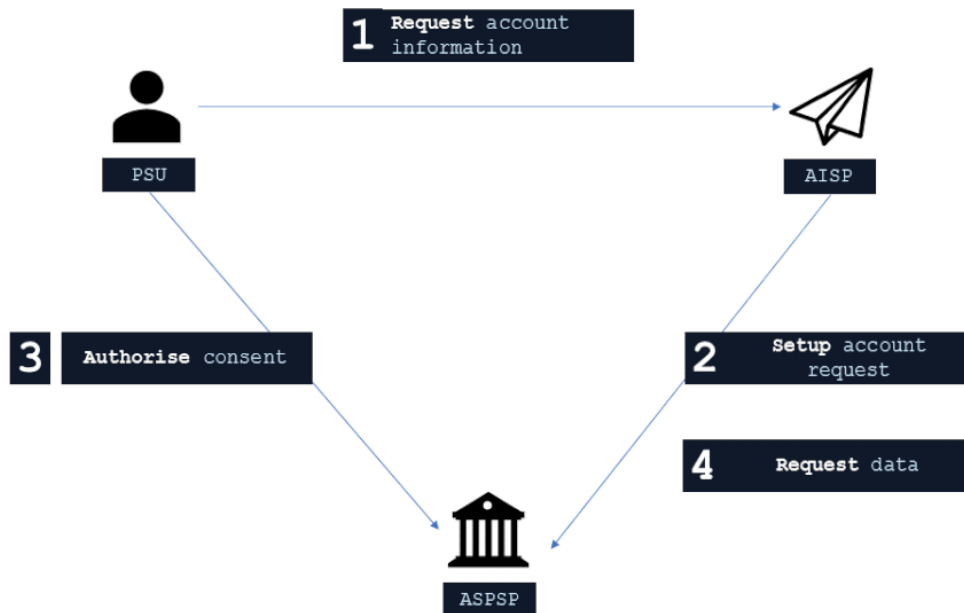 1 Request account
information
PSU
AISP
3 Authorise consent
2 Setup account
request
4 Request data
ASPSP